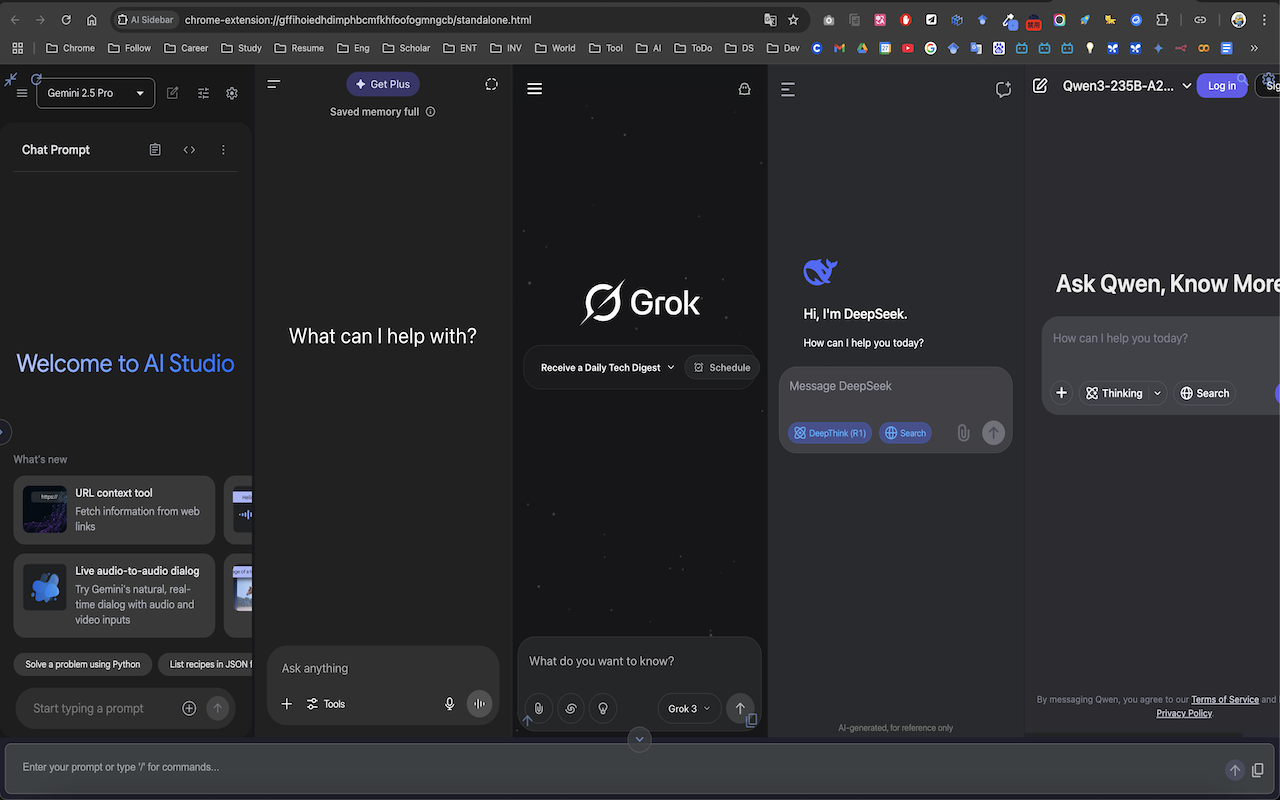 AI Sidebar
chrome-extension://gffihoiedhdimphbcmfkhfoofogmngcb/standalone.html
Chrome
Follow
Career
Study
Resume
Eng
Scholar
ENT
INV
World
Tool
AI
ToDo
DS
Dev
Gemini 2.5 Pro
Chat Prompt
Welcome to AI Studio
What's new
https://
URL context tool
Fetch information from web
links
Live audio-to-audio dialog
Try Gemini's natural, real-
time dialog with audio and
video inputs
Solve a problem using Python
List recipes in JSON f
Start typing a prompt
Get Plus
Saved memory full
What can I help with?
Ask anything
Tools
Grok
Receive a Daily Tech Digest
Schedule
What do you want to know?
Grok 3
Hi, I'm DeepSeek.
How can I help you today?
Message DeepSeek
DeepThink (R1)
Search
AI-generated, for reference only
Qwen3-235B-A2...
Log in
Sig
Ask Qwen, Know More
How can I help you today?
Thinking
Search
By messaging Qwen, you agree to our Terms of Service and
Privacy Policy.
Enter your prompt or type '/' for commands...